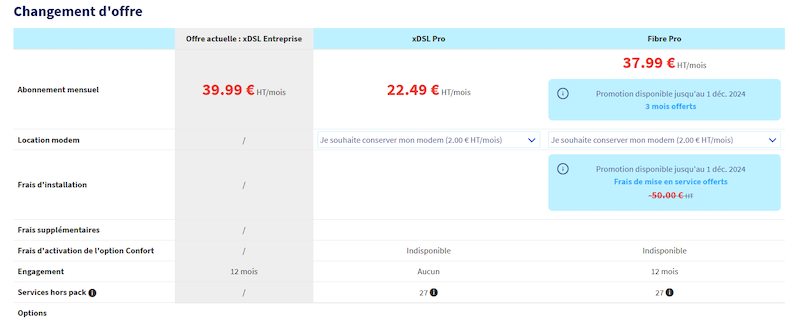 Changement d'offre
Offre actuelle : xDSL Entreprise xDSL Pro Fibre Pro
Abonnement mensuel 39.99 € HT/mois 22.49 € HT/mois 37.99 € HT/mois
Promotion disponible jusqu'au 1 déc. 2024
3 mois offerts
Location modem / Je souhaite conserver mon modem (2.00 € HT/mois) Je souhaite conserver mon modem (2.00 € HT/mois)
Frais d'installation / Promotion disponible jusqu'au 1 déc. 2024
Frais de mise en service offerts
-50.00 € HT
Frais supplémentaires /
Frais d'activation de l'option Confort / Indisponible Indisponible
Engagement 12 mois Aucun 12 mois
Services hors pack / 27 27
Options